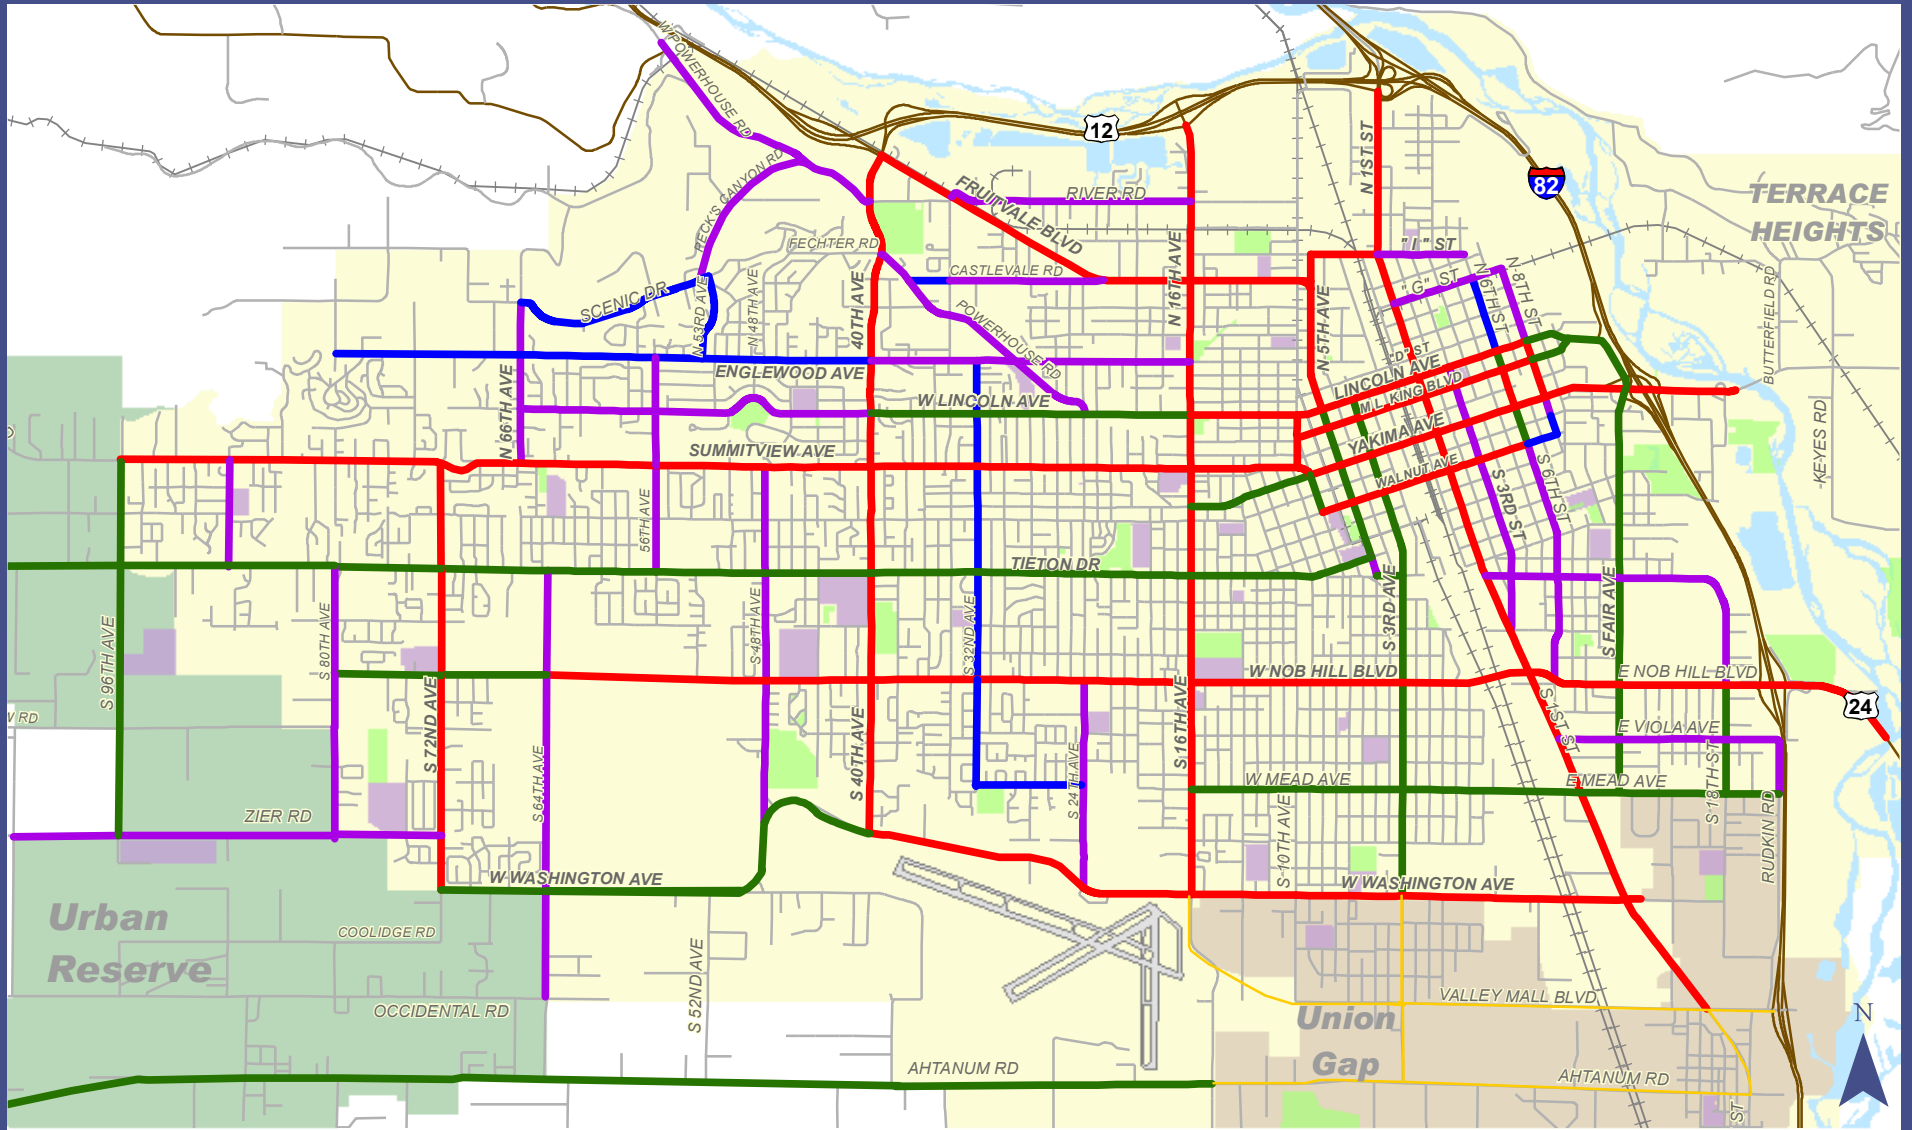 W POWERHOUSE RD
12
N 1ST ST
82
PECK'S CANYON RD
FRUITVALE BLVD
RIVER RD
TERRACE
HEIGHTS
FECHTER RD
"I" ST
CASTLEVALE RD
N 16TH AVE
"G" ST
N 6TH ST
N 8TH ST
BUTTERFIELD RD
SCENIC DR
N 53RD AVE
N 48TH AVE
40TH AVE
POWERHOUSE RD
N 5TH AVE
"D" ST
ENGLEWOOD AVE
LINCOLN AVE
M L KING BLVD
N 66TH AVE
W LINCOLN AVE
YAKIMA AVE
KEYES RD
SUMMITVIEW AVE
WALNUT AVE
S 3RD ST
S 6TH ST
56TH AVE
TIETON DR
S 96TH AVE
S 80TH AVE
S 48TH AVE
S 32ND AVE
S 3RD AVE
S FAIR AVE
W NOB HILL BLVD
E NOB HILL BLVD
W RD
S 72ND AVE
S 40TH AVE
S 16TH AVE
S 1ST ST
24
E VIOLA AVE
S 64TH AVE
S 24TH AVE
W MEAD AVE
E MEAD AVE
S 18TH ST
ZIER RD
S 10TH AVE
RUDKIN RD
W WASHINGTON AVE
W WASHINGTON AVE
Urban
Reserve
COOLIDGE RD
S 52ND AVE
OCCIDENTAL RD
VALLEY MALL BLVD
N
Union
Gap
AHTANUM RD
AHTANUM RD
ST